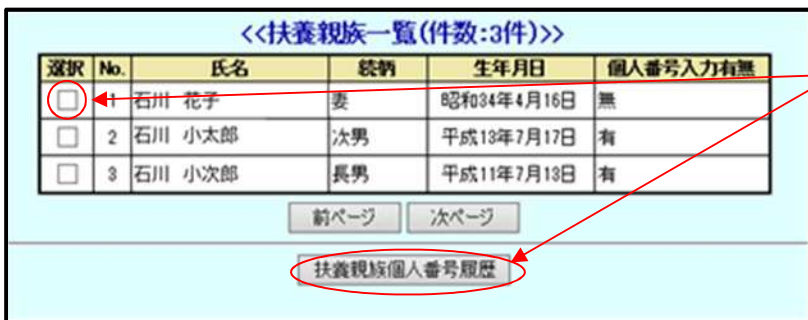 <<扶養親族一覧(件数:3件)>>
選択 No. 氏名 続柄 生年月日 個人番号入力有無
1 石川 花子 妻 昭和34年4月16日 無
2 石川 小太郎 次男 平成13年7月17日 有
3 石川 小次郎 長男 平成11年7月13日 有
前ページ 次ページ
扶養親族個人番号履歴